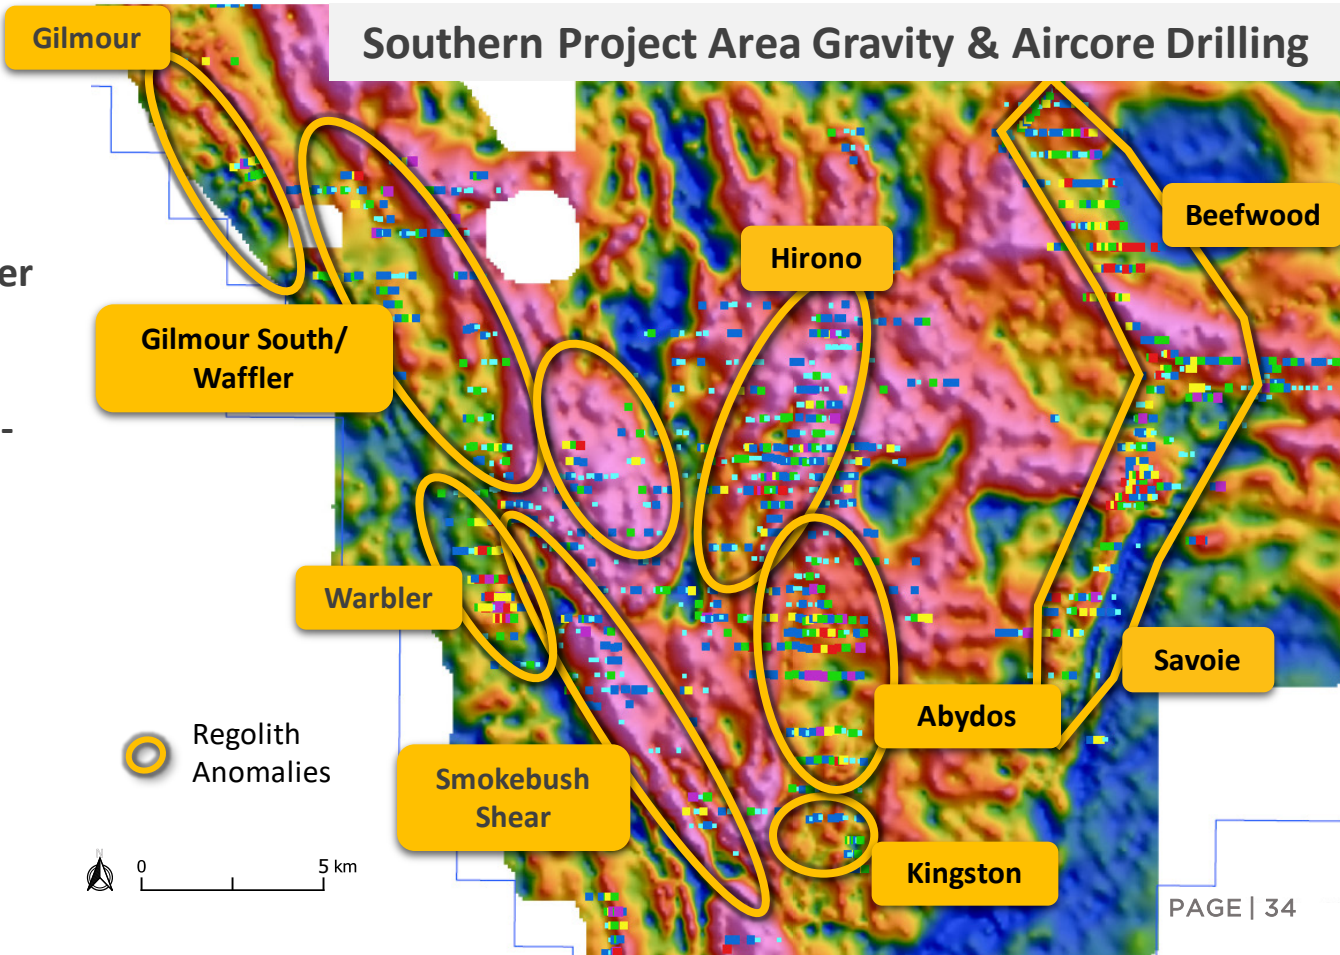 Southern Project Area Gravity & Aircore Drilling
Gilmour
Beefwood
Hirono
er
Gilmour South/
Waffler
-
Warbler
Savoie
Abydos
Regolith
Anomalies
Smokebush
Shear
Kingston
N
0 5 km
PAGE | 34